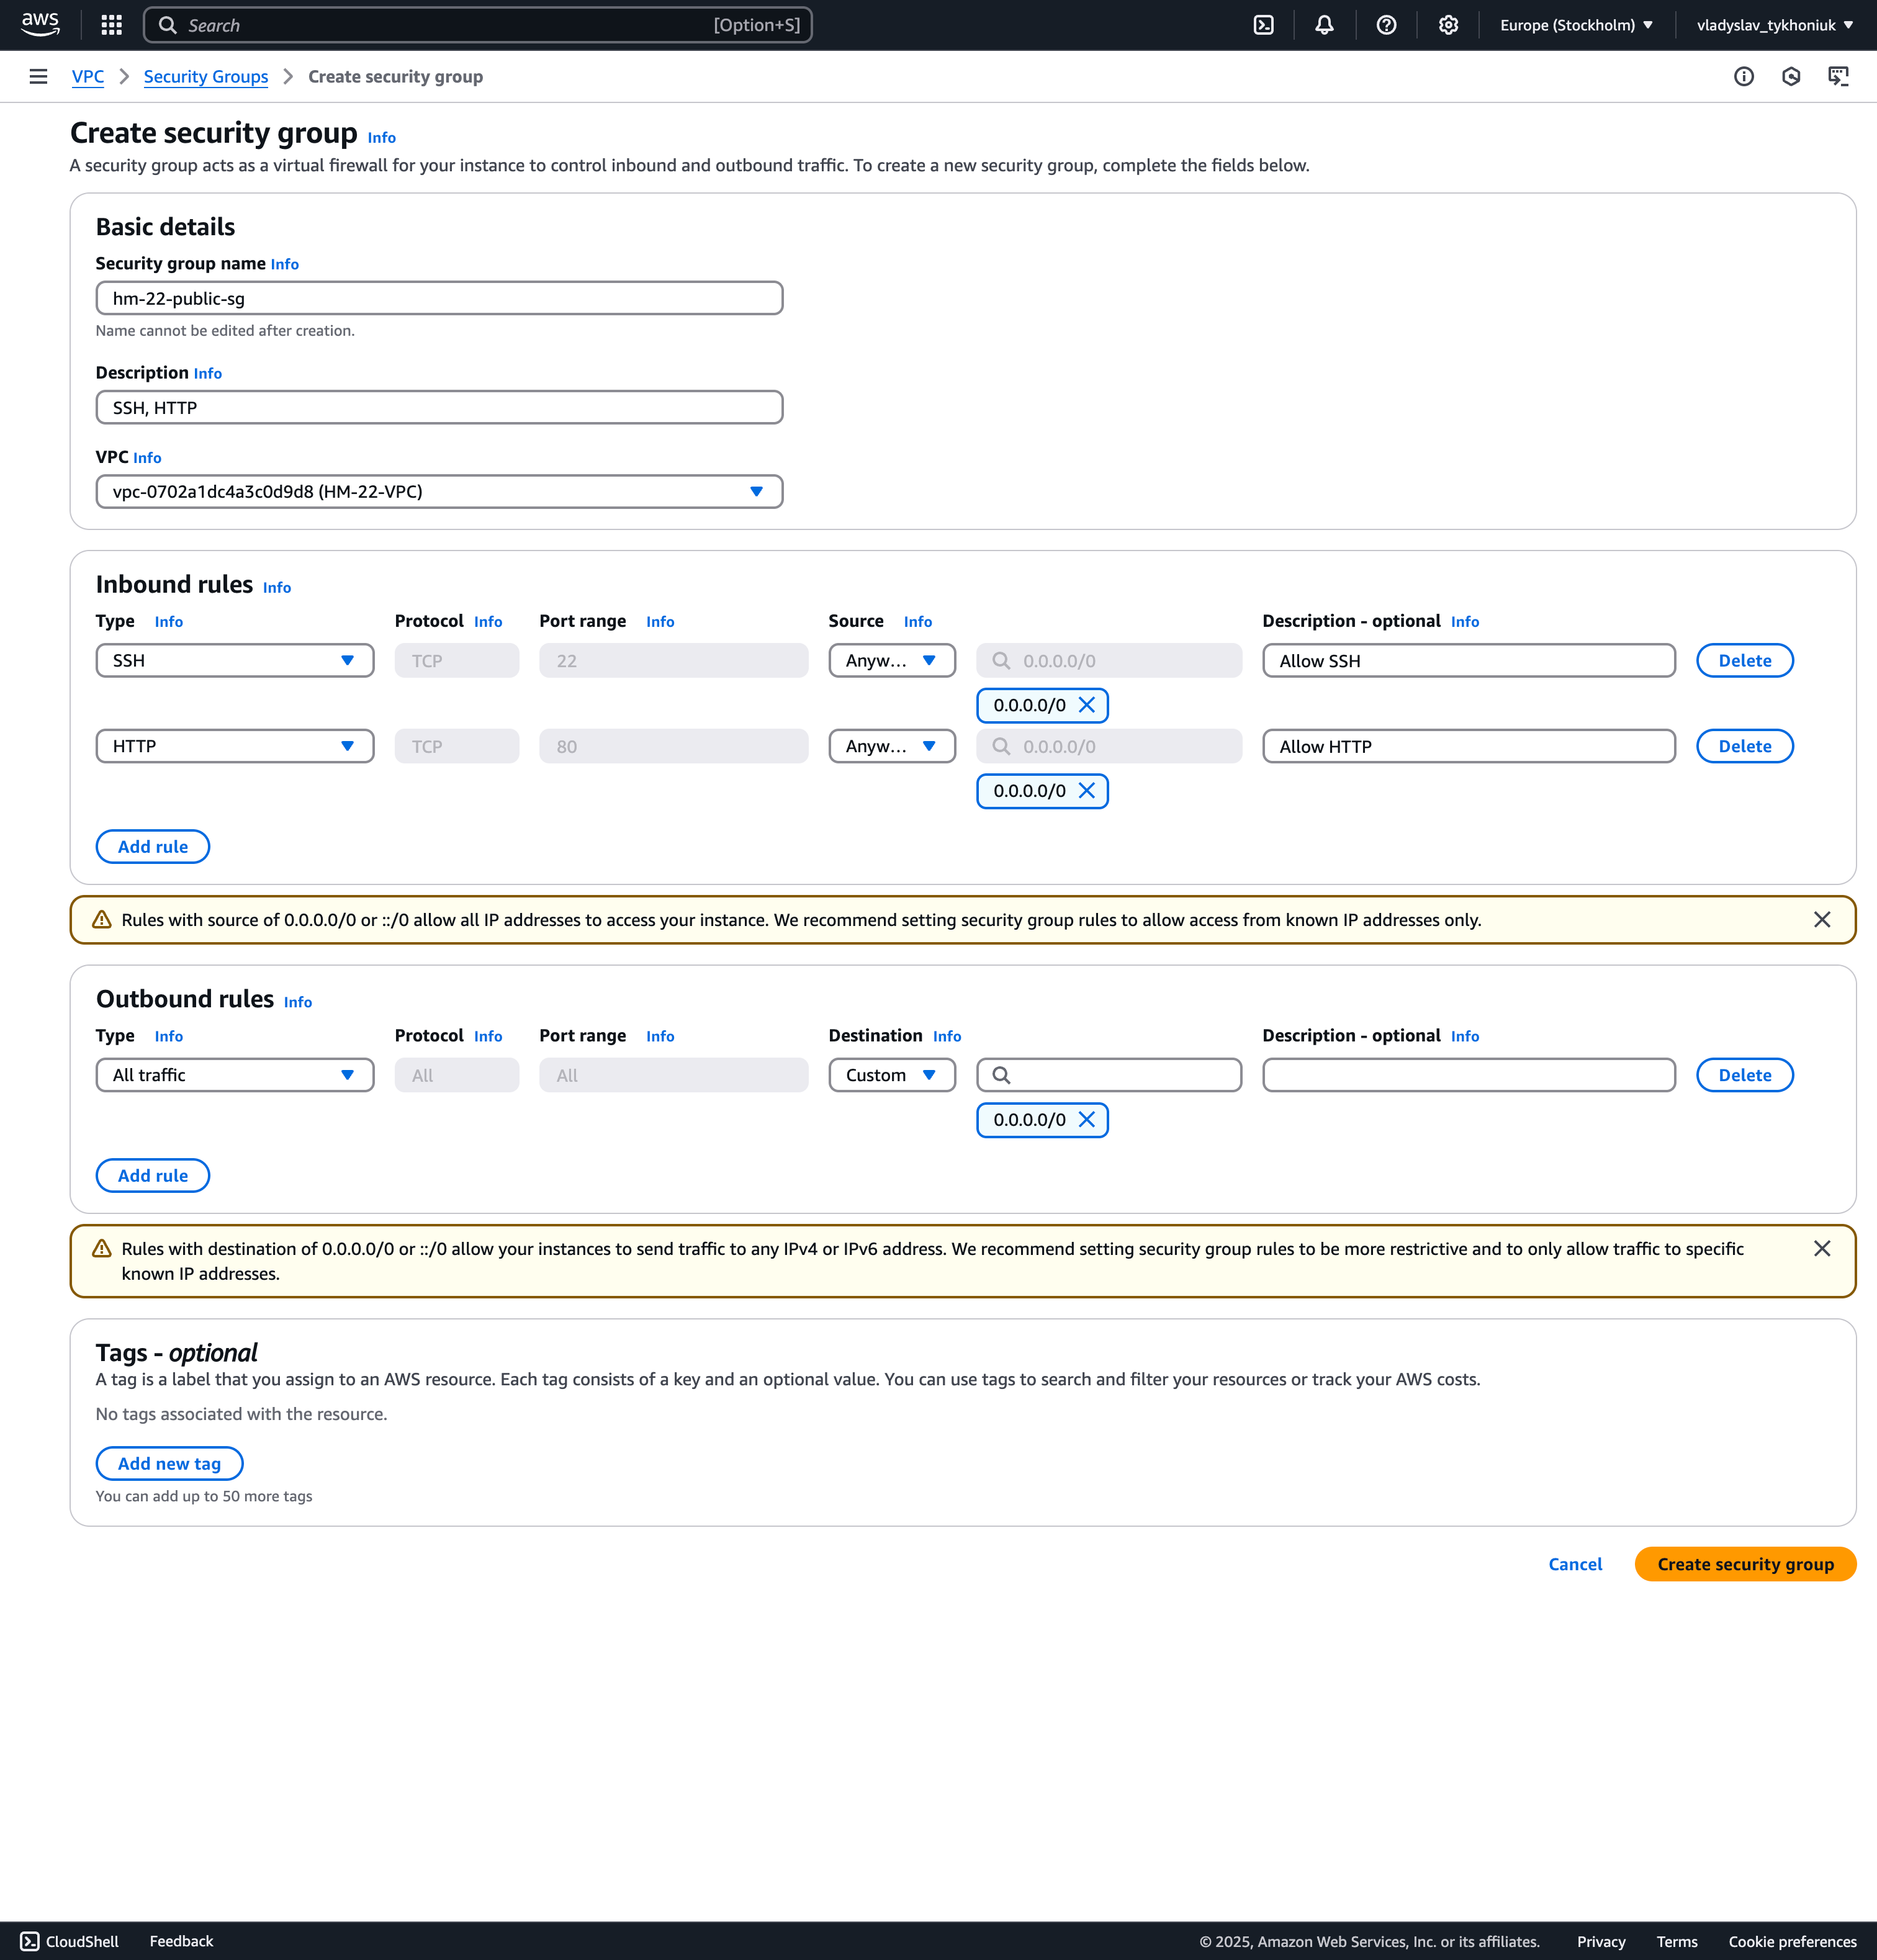 aws
Search [Option+S]
Europe (Stockholm)
vladyslav_tykhoniuk
VPC
Security Groups
Create security group
Create security group Info
A security group acts as a virtual firewall for your instance to control inbound and outbound traffic. To create a new security group, complete the fields below.
Basic details
Security group name Info
hm-22-public-sg
Name cannot be edited after creation.
Description Info
SSH, HTTP
VPC Info
vpc-0702a1dc4a3c0d9d8 (HM-22-VPC)
Inbound rules Info
Type Info Protocol Info Port range Info Source Info Description - optional Info
SSH TCP 22 Anyw... 0.0.0.0/0 Allow SSH Delete
0.0.0.0/0
HTTP TCP 80 Anyw... 0.0.0.0/0 Allow HTTP Delete
0.0.0.0/0
Add rule
Rules with source of 0.0.0.0/0 or ::/0 allow all IP addresses to access your instance. We recommend setting security group rules to allow access from known IP addresses only.
Outbound rules Info
Type Info Protocol Info Port range Info Destination Info Description - optional Info
All traffic All All Custom Delete
0.0.0.0/0
Add rule
Rules with destination of 0.0.0.0/0 or ::/0 allow your instances to send traffic to any IPv4 or IPv6 address. We recommend setting security group rules to be more restrictive and to only allow traffic to specific
known IP addresses.
Tags - optional
A tag is a label that you assign to an AWS resource. Each tag consists of a key and an optional value. You can use tags to search and filter your resources or track your AWS costs.
No tags associated with the resource.
Add new tag
You can add up to 50 more tags
Cancel Create security group
CloudShell Feedback © 2025, Amazon Web Services, Inc. or its affiliates. Privacy Terms Cookie preferences